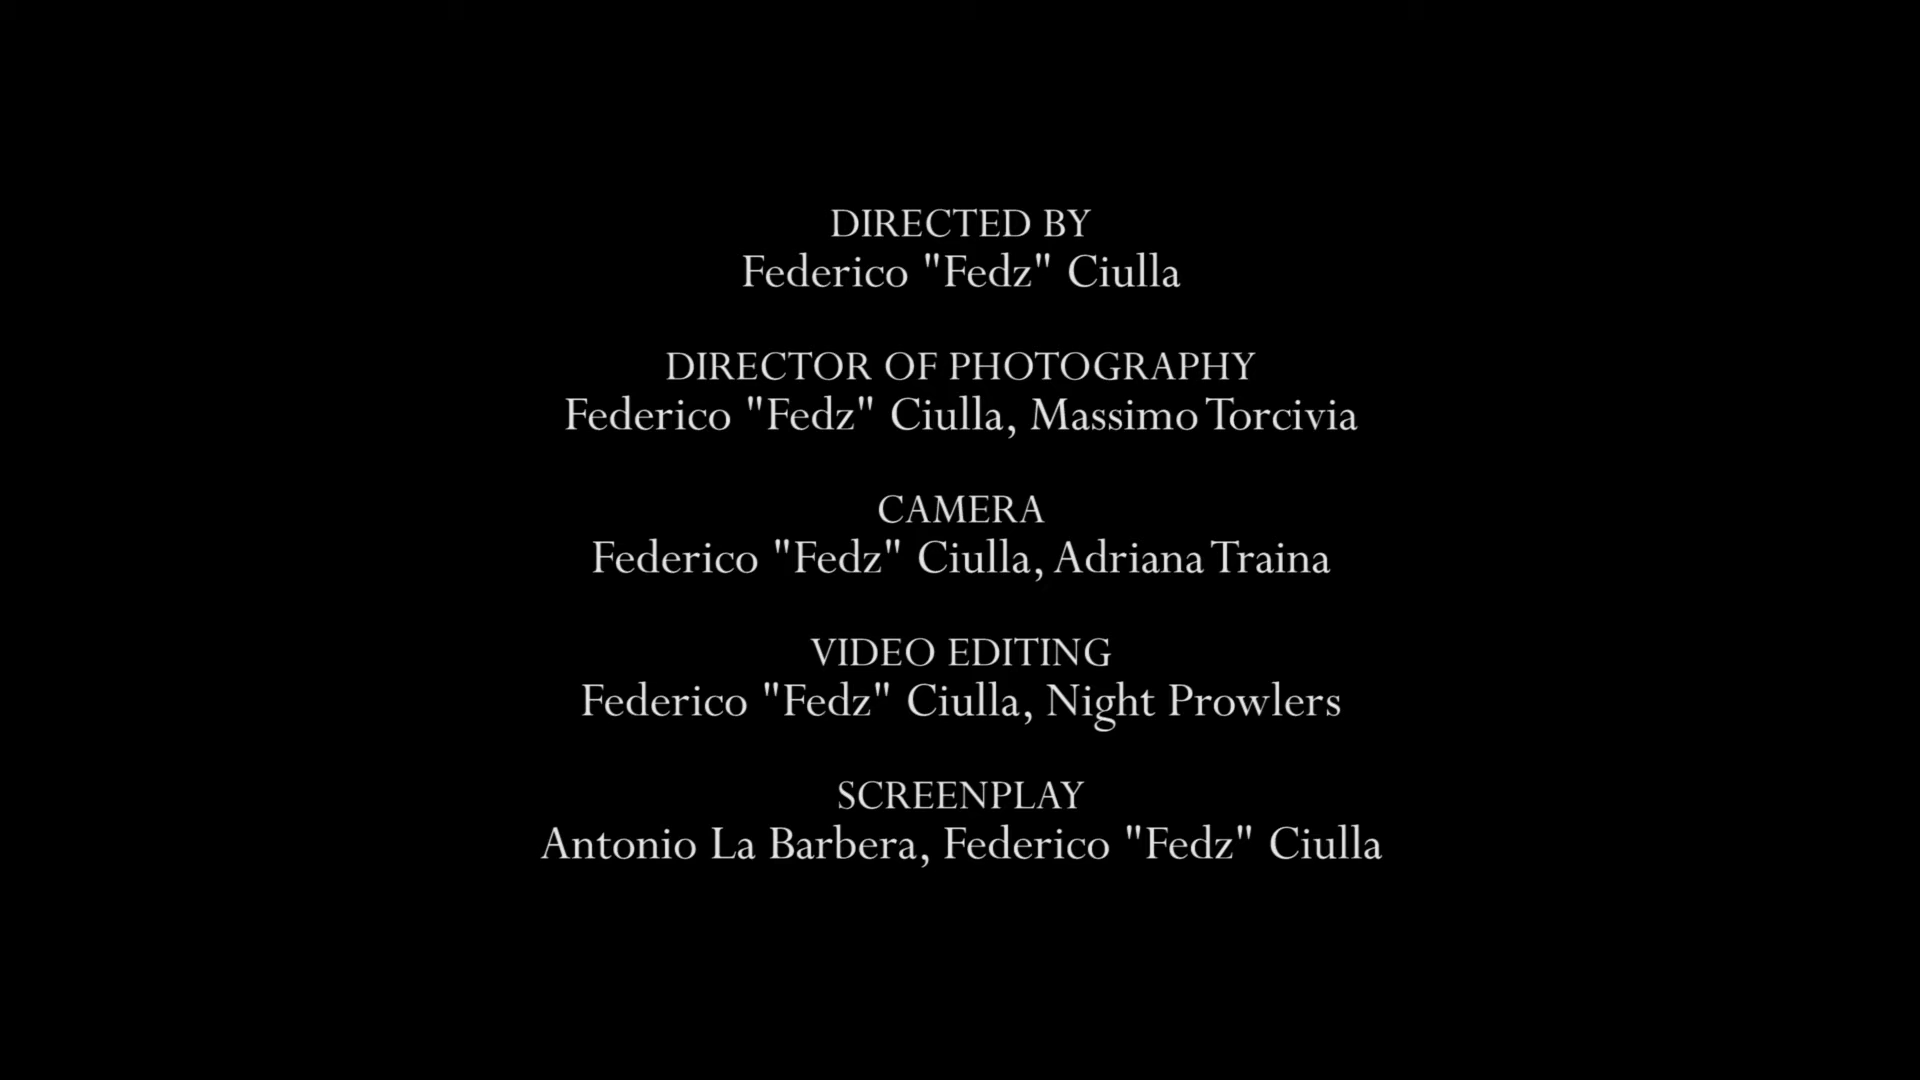 DIRECTED BY
Federico "Fedz" Ciulla
DIRECTOR OF PHOTOGRAPHY
Federico "Fedz" Ciulla, Massimo Torcivia
CAMERA
Federico "Fedz" Ciulla, Adriana Traina
VIDEO EDITING
Federico "Fedz" Ciulla, Night Prowlers
SCREENPLAY
Antonio La Barbera, Federico "Fedz" Ciulla